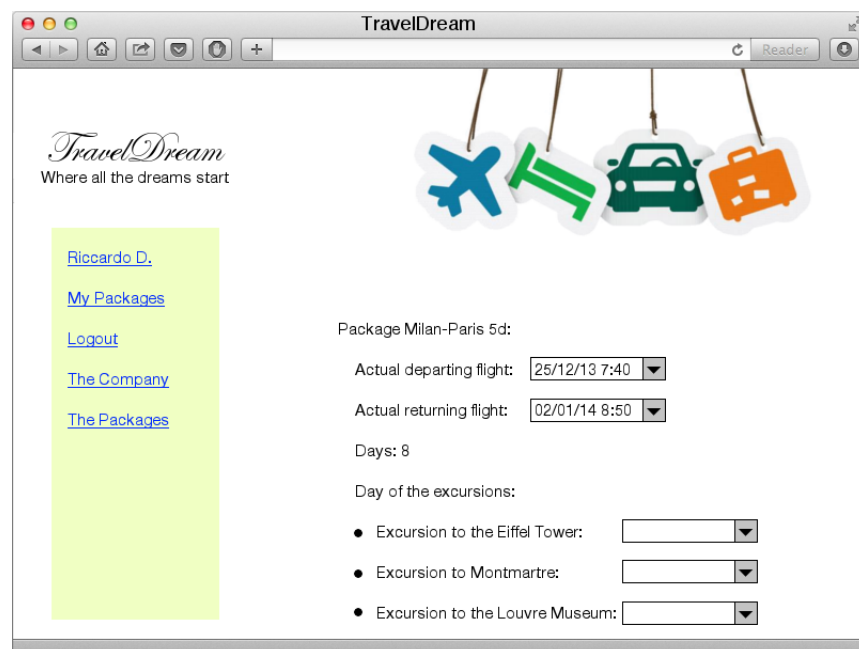 TravelDream
Reader
TravelDream
Where all the dreams start
Riccardo D.
My Packages
Logout
The Company
The Packages
Package Milan-Paris 5d:
Actual departing flight: 25/12/13 7:40
Actual returning flight: 02/01/14 8:50
Days: 8
Day of the excursions:
• Excursion to the Eiffel Tower:
• Excursion to Montmartre:
• Excursion to the Louvre Museum: